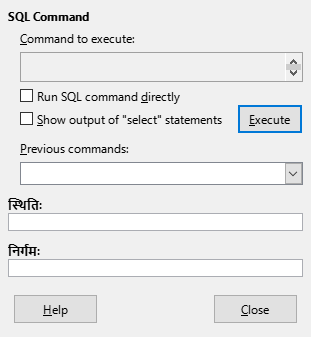 SQL Command
Command to execute:
Run SQL command directly
Show output of "select" statements
Execute
Previous commands:
स्थितिः
निर्गमः
Help
Close